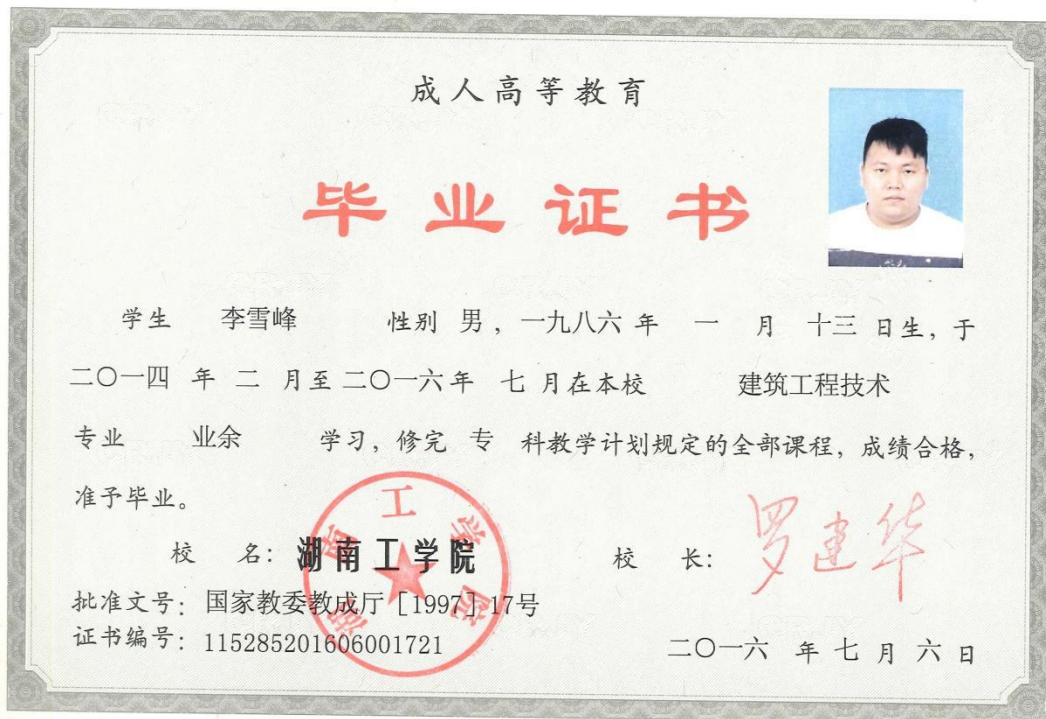 成人高等教育
毕业证书
学生 李雪峰 性别 男，一九八六 年 一 月 十三 日生，于
二〇一四 年 二 月至 二〇一六 年 七 月在本校 建筑工程技术
专业 业余 学习，修完 专 科教学计划规定的全部课程，成绩合格，
准予毕业。
校 名：湖南工学院
校 长：罗建华
湖南工学院
批准文号：国家教委教成厅［1997］17号
证书编号：115285201606001721
二〇一六 年 七 月 六 日